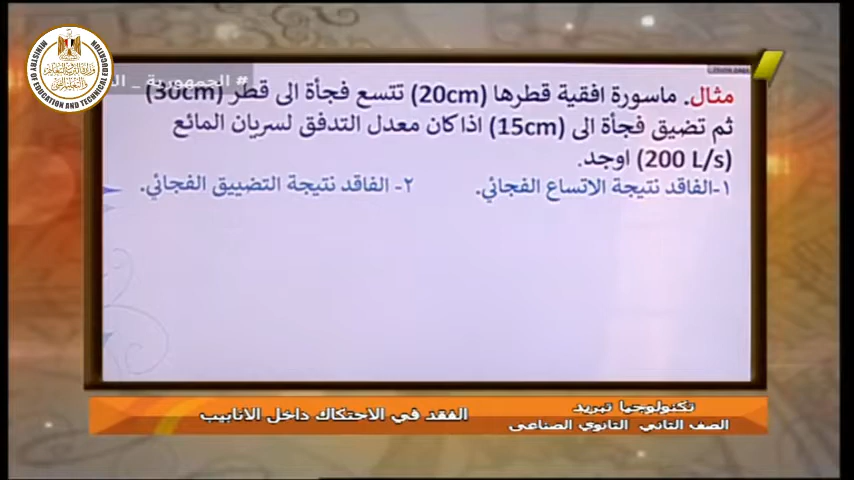 MINISTRY OF EDUCATION AND TECHNICAL EDUCATION
# الجمهورية _
مثال. ماسورة افقية قطرها (20cm) تتسع فجأة الى قطر (30cm)
ثم تضيق فجأة الى (15cm) اذا كان معدل التدفق لسريان المائع
(200 L/s) اوجد.
١-الفاقد نتيجة الاتساع الفجائي. ٢- الفاقد نتيجة التضييق الفجائي.
تكنولوجيا تبريد
الصف الثاني الثانوي الصناعى
الفقد في الاحتكاك داخل الانابيب